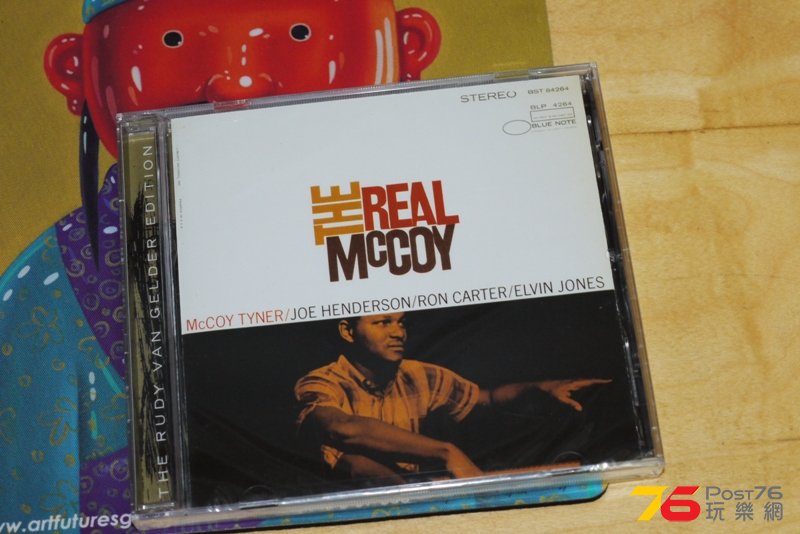 STEREO BST 84264
BLP 4264
BLUE NOTE
THE REAL
McCOY
McCOY TYNER/JOE HENDERSON/RON CARTER/ELVIN JONES
THE RUDY VAN GELDER EDITION
www.artfuturesg
76 Post76
玩樂網